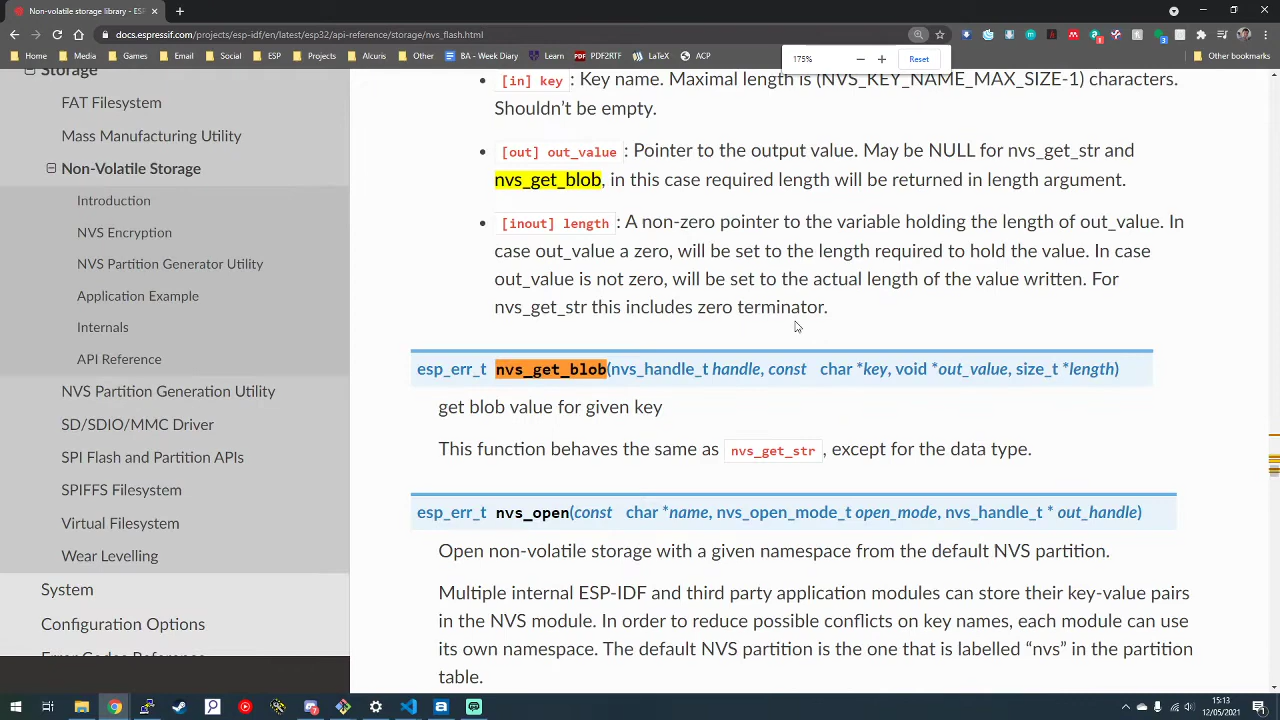 Non-volatile storage library - ESP-
docs.espressif.com/projects/esp-idf/en/latest/esp32/api-reference/storage/nvs_flash.html
Apps
Media
Games
English
Social
ESP
Projects
Alcuris
Other
Work
BTH
Learn
PDF2RTF
LaTeX
ACP
Other bookmarks
175%
Reset
Storage
FAT Filesystem
Mass Manufacturing Utility
Non-Volatile Storage
Introduction
NVS Encryption
NVS Partition Generator Utility
Application Example
Internals
API Reference
NVS Partition Generation Utility
SD/SDIO/MMC Driver
SPI Flash and Partition APIs
SPIFFS Filesystem
Virtual Filesystem
Wear Levelling
System
Configuration Options
Error Codes Reference
[in] key: Key name. Maximal length is (NVS_KEY_NAME_MAX_SIZE-1) characters.
Shouldn't be empty.
[out] out_value: Pointer to the output value. May be NULL for nvs_get_str and
nvs_get_blob, in this case required length will be returned in length argument.
[inout] length: A non-zero pointer to the variable holding the length of out_value. In
case out_value a zero, will be set to the length required to hold the value. In case
out_value is not zero, will be set to the actual length of the value written. For
nvs_get_str this includes zero terminator.
esp_err_t nvs_get_blob(nvs_handle_t handle, const char *key, void *out_value, size_t *length)
get blob value for given key
This function behaves the same as nvs_get_str, except for the data type.
esp_err_t nvs_open(const char *name, nvs_open_mode_t open_mode, nvs_handle_t * out_handle)
Open non-volatile storage with a given namespace from the default NVS partition.
Multiple internal ESP-IDF and third party application modules can store their key-value pairs
in the NVS module. In order to reduce possible conflicts on key names, each module can use
its own namespace. The default NVS partition is the one that is labelled "nvs" in the partition
table.
15:13
12/05/2021